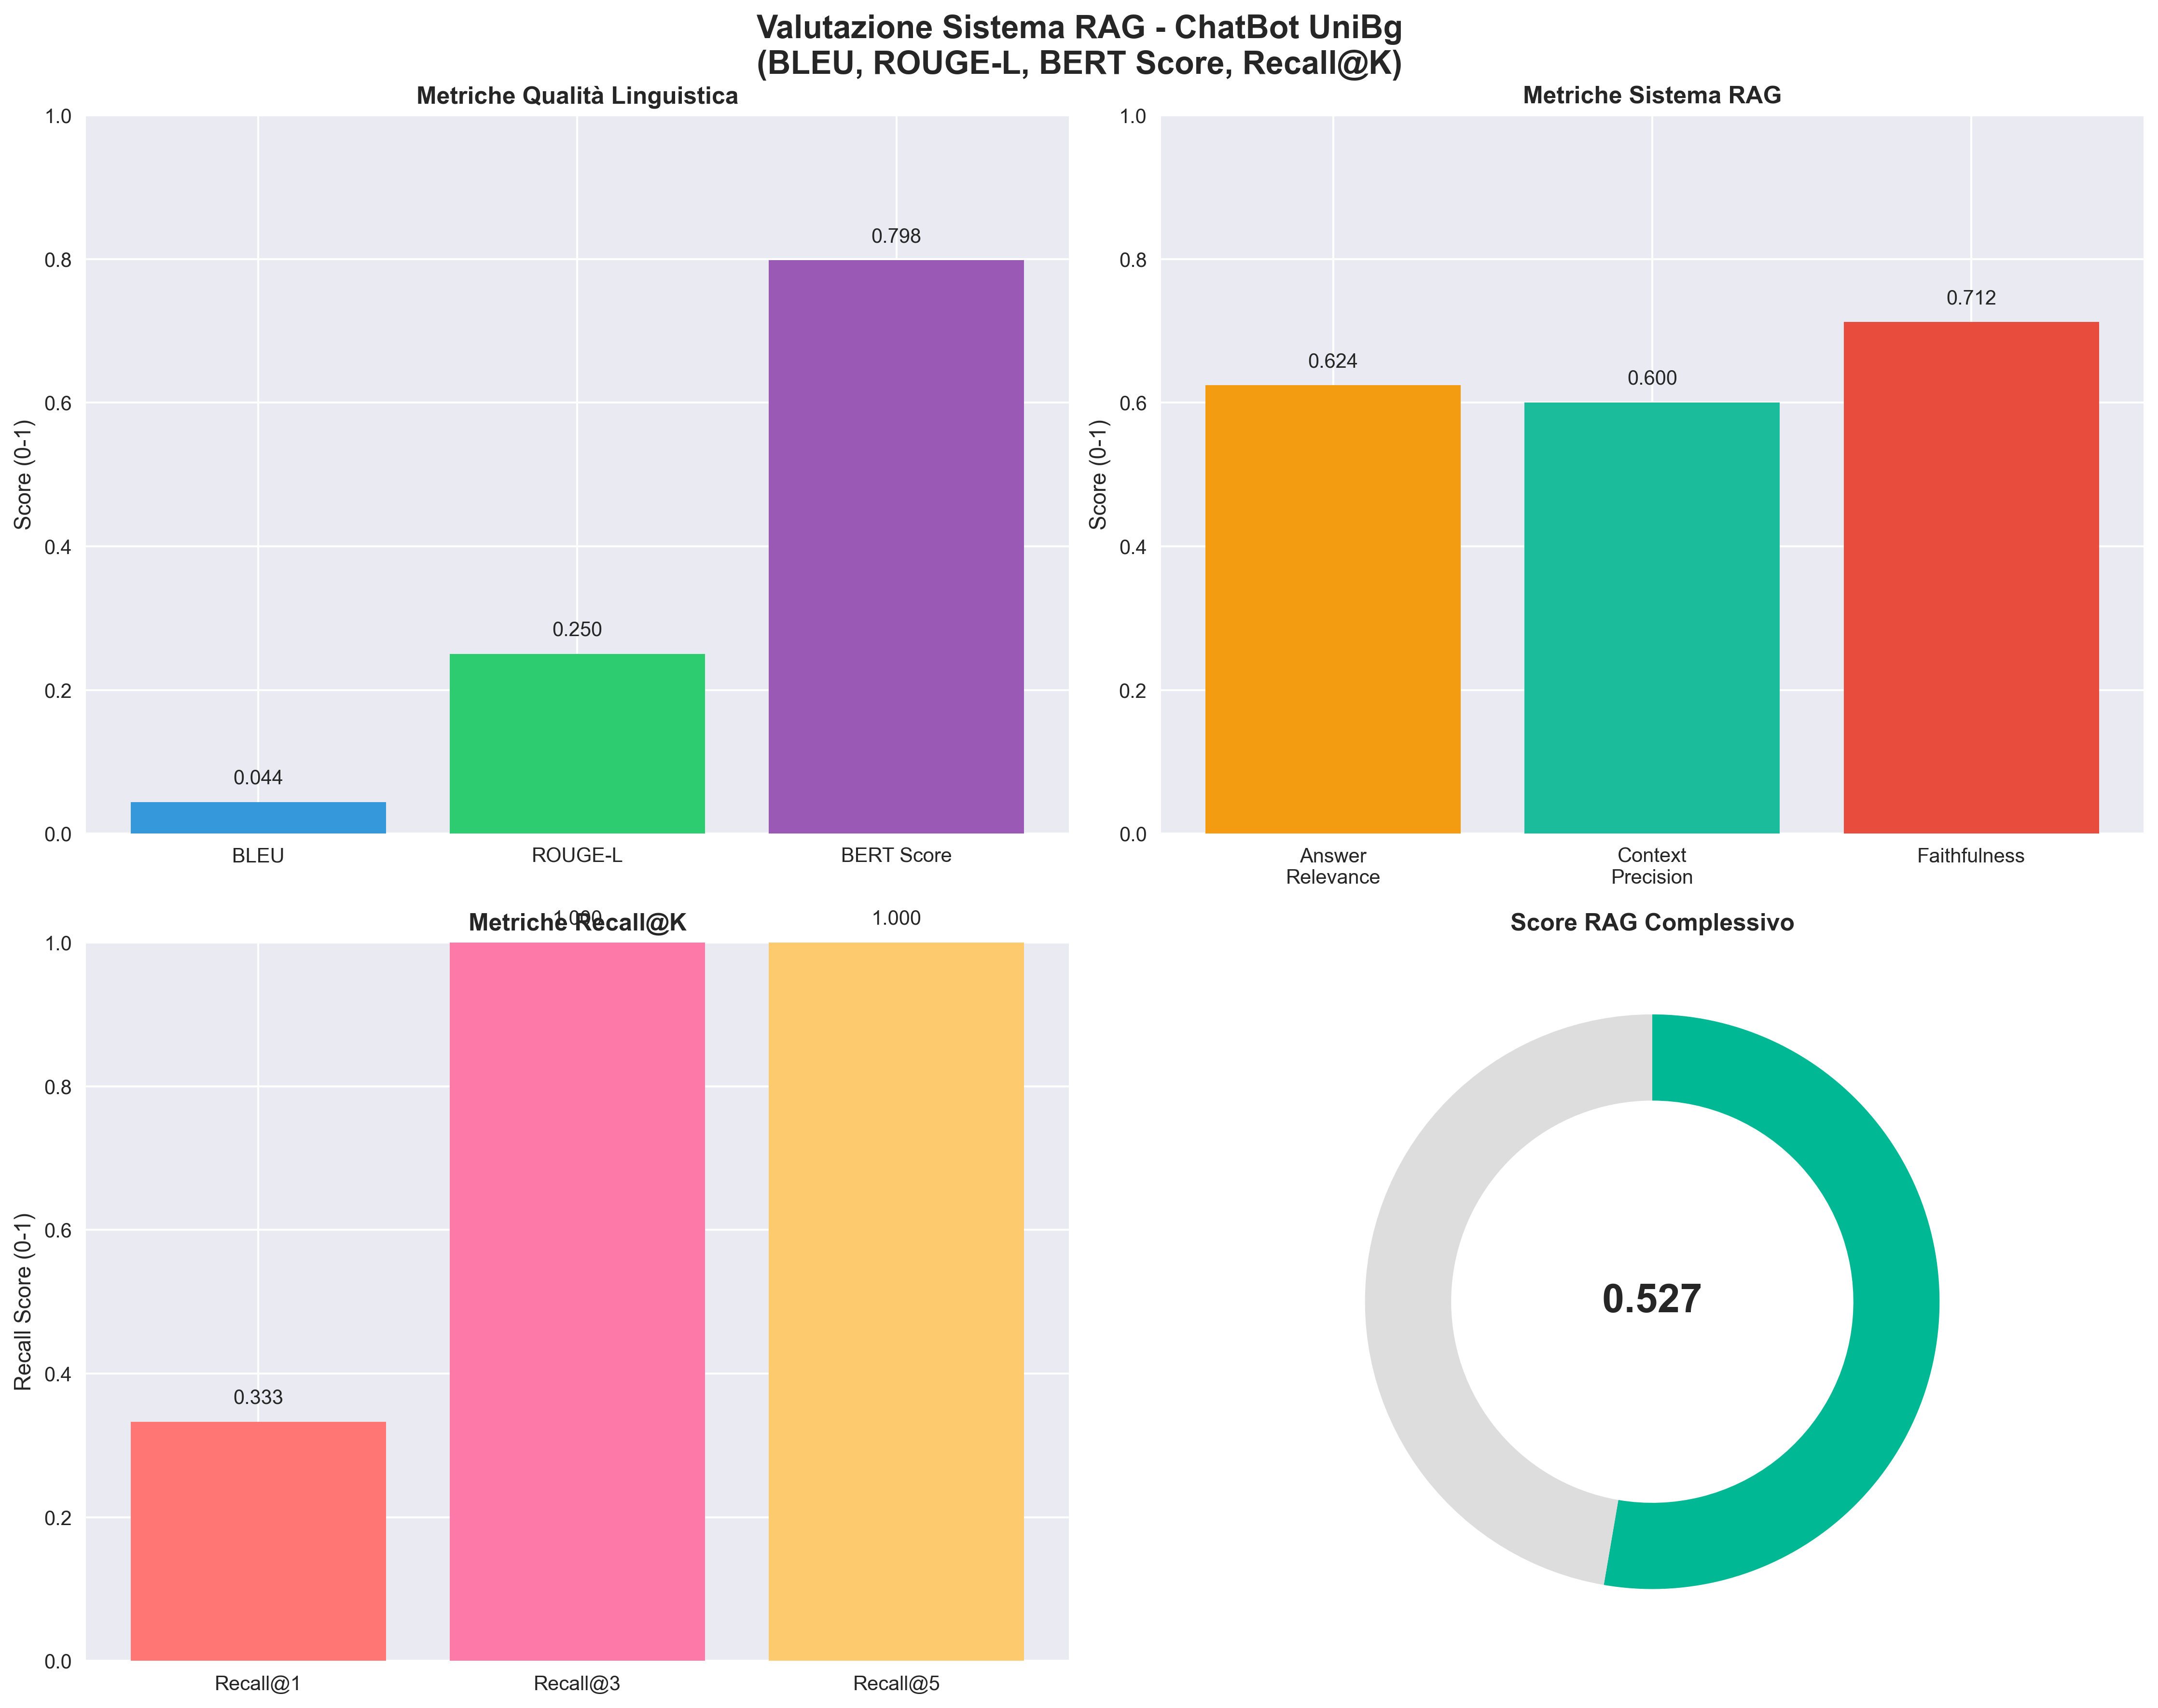 Valutazione Sistema RAG - ChatBot UniBg
(BLEU, ROUGE-L, BERT Score, Recall@K)
Metriche Qualità Linguistica
Score (0-1)
1.0
0.8
0.6
0.4
0.2
0.0
0.044
0.250
0.798
BLEU
ROUGE-L
BERT Score
Metriche Sistema RAG
Score (0-1)
1.0
0.8
0.6
0.4
0.2
0.0
0.624
0.600
0.712
Answer
Relevance
Context
Precision
Faithfulness
Metriche Recall@K
Recall Score (0-1)
1.0
0.8
0.6
0.4
0.2
0.0
0.333
1.000
1.000
Recall@1
Recall@3
Recall@5
Score RAG Complessivo
0.527